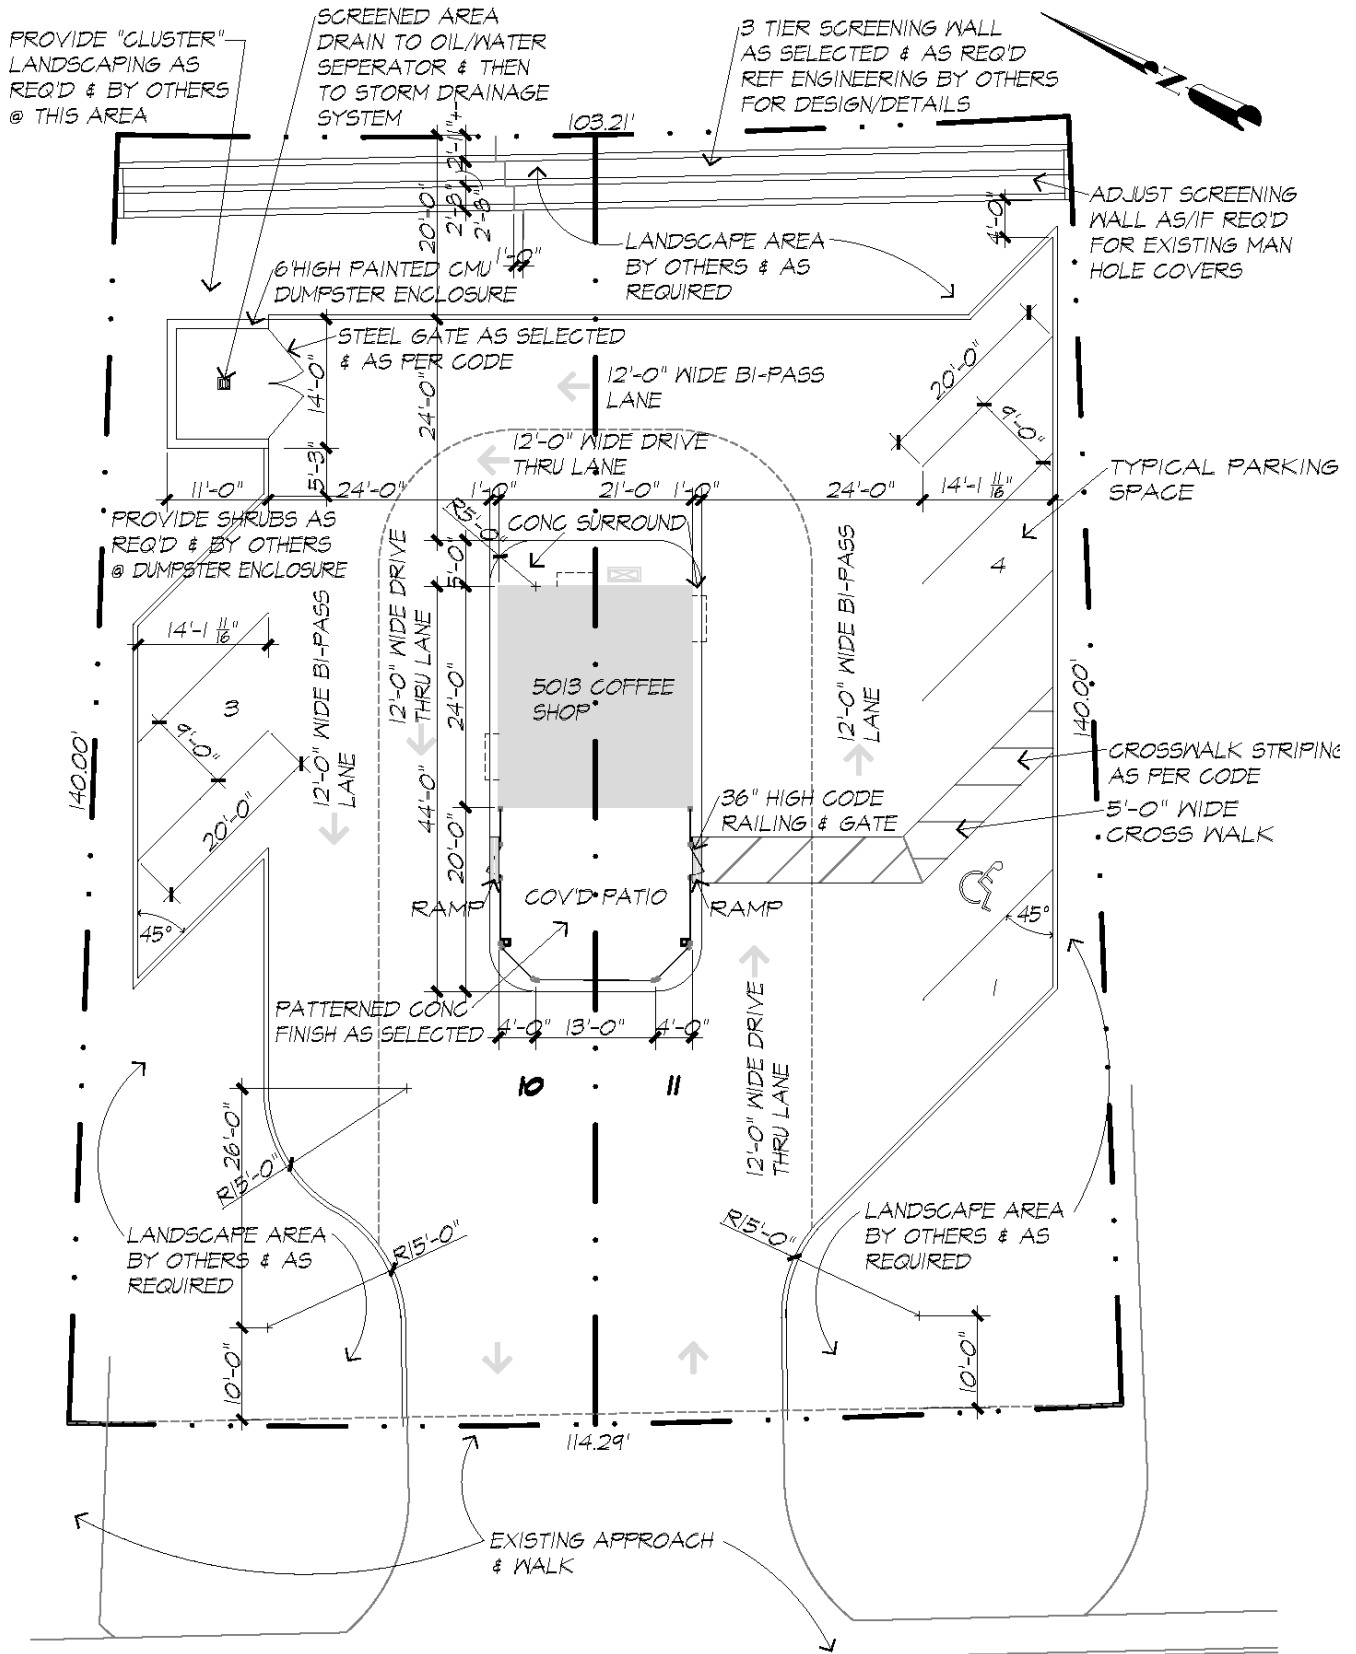 PROVIDE "CLUSTER"
LANDSCAPING AS
REQ'D & BY OTHERS
@ THIS AREA
SCREENED AREA
DRAIN TO OIL/WATER
SEPERATOR & THEN
TO STORM DRAINAGE
SYSTEM
3 TIER SCREENING WALL
AS SELECTED & AS REQ'D
REF ENGINEERING BY OTHERS
FOR DESIGN/DETAILS
N
103.21'
2'-8"
2'-8"
20'-0"
1'-0"
4'-0"
ADJUST SCREENING
WALL AS/IF REQ'D
FOR EXISTING MAN
HOLE COVERS
LANDSCAPE AREA
BY OTHERS & AS
REQUIRED
6'HIGH PAINTED CMU
DUMPSTER ENCLOSURE
STEEL GATE AS SELECTED
& AS PER CODE
14'-0"
24'-0"
12'-0" WIDE BI-PASS
LANE
20'-0"
9'-0"
12'-0" WIDE DRIVE
THRU LANE
5'-3"
TYPICAL PARKING
SPACE
11'-0"
24'-0"
1'-0"
21'-0"
1'-0"
24'-0"
14'-1 11/16"
R5'-0"
CONC SURROUND
PROVIDE SHRUBS AS
REQ'D & BY OTHERS
@ DUMPSTER ENCLOSURE
5'-0"
4
12'-0" WIDE DRIVE
THRU LANE
12'-0" WIDE BI-PASS
LANE
12'-0" WIDE BI-PASS
LANE
14'-1 11/16"
3
9'-0"
20'-0"
24'-0"
44'-0"
5013 COFFEE
SHOP
140.00'
140.00'
CROSSWALK STRIPING
AS PER CODE
5'-0" WIDE
CROSS WALK
36" HIGH CODE
RAILING & GATE
20'-0"
COV'D PATIO
RAMP
RAMP
45°
45°
1
PATTERNED CONC
FINISH AS SELECTED
4'-0"
13'-0"
4'-0"
10
11
12'-0" WIDE DRIVE
THRU LANE
26'-0"
R15'-0"
R15'-0"
R15'-0"
LANDSCAPE AREA
BY OTHERS & AS
REQUIRED
LANDSCAPE AREA
BY OTHERS & AS
REQUIRED
10'-0"
10'-0"
114.29'
EXISTING APPROACH
& WALK